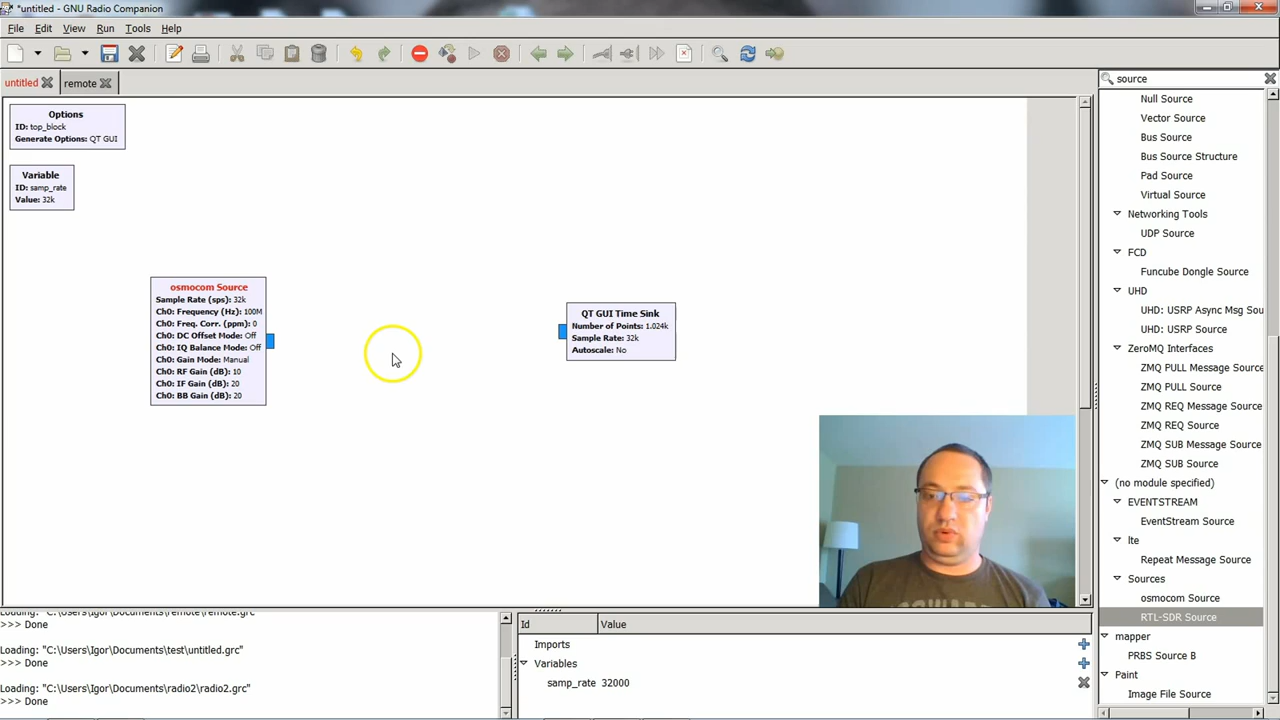 *untitled - GNU Radio Companion
File Edit View Run Tools Help
untitled remote
source
Options
ID: top_block
Generate Options: QT GUI
Variable
ID: samp_rate
Value: 32k
osmocom Source
Sample Rate (sps): 32k
Ch0: Frequency (Hz): 100M
Ch0: Freq. Corr. (ppm): 0
Ch0: DC Offset Mode: Off
Ch0: IQ Balance Mode: Off
Ch0: Gain Mode: Manual
Ch0: RF Gain (dB): 10
Ch0: IF Gain (dB): 20
Ch0: BB Gain (dB): 20
QT GUI Time Sink
Number of Points: 1.024k
Sample Rate: 32k
Autoscale: No
Null Source
Vector Source
Bus Source
Bus Source Structure
Pad Source
Virtual Source
Networking Tools
UDP Source
FCD
Funcube Dongle Source
UHD
UHD: USRP Async Msg Sou
UHD: USRP Source
ZeroMQ Interfaces
ZMQ PULL Message Source
ZMQ PULL Source
ZMQ REQ Message Source
ZMQ REQ Source
ZMQ SUB Message Source
ZMQ SUB Source
(no module specified)
EVENTSTREAM
EventStream Source
lte
Repeat Message Source
Sources
osmocom Source
RTL-SDR Source
mapper
PRBS Source B
Paint
Image File Source
Loading: "C:\Users\Igor\Documents\remote\remote.grc"
>>> Done
Loading: "C:\Users\Igor\Documents\test\untitled.grc"
>>> Done
Loading: "C:\Users\Igor\Documents\radio2\radio2.grc"
>>> Done
Id Value
Imports
Variables
samp_rate 32000